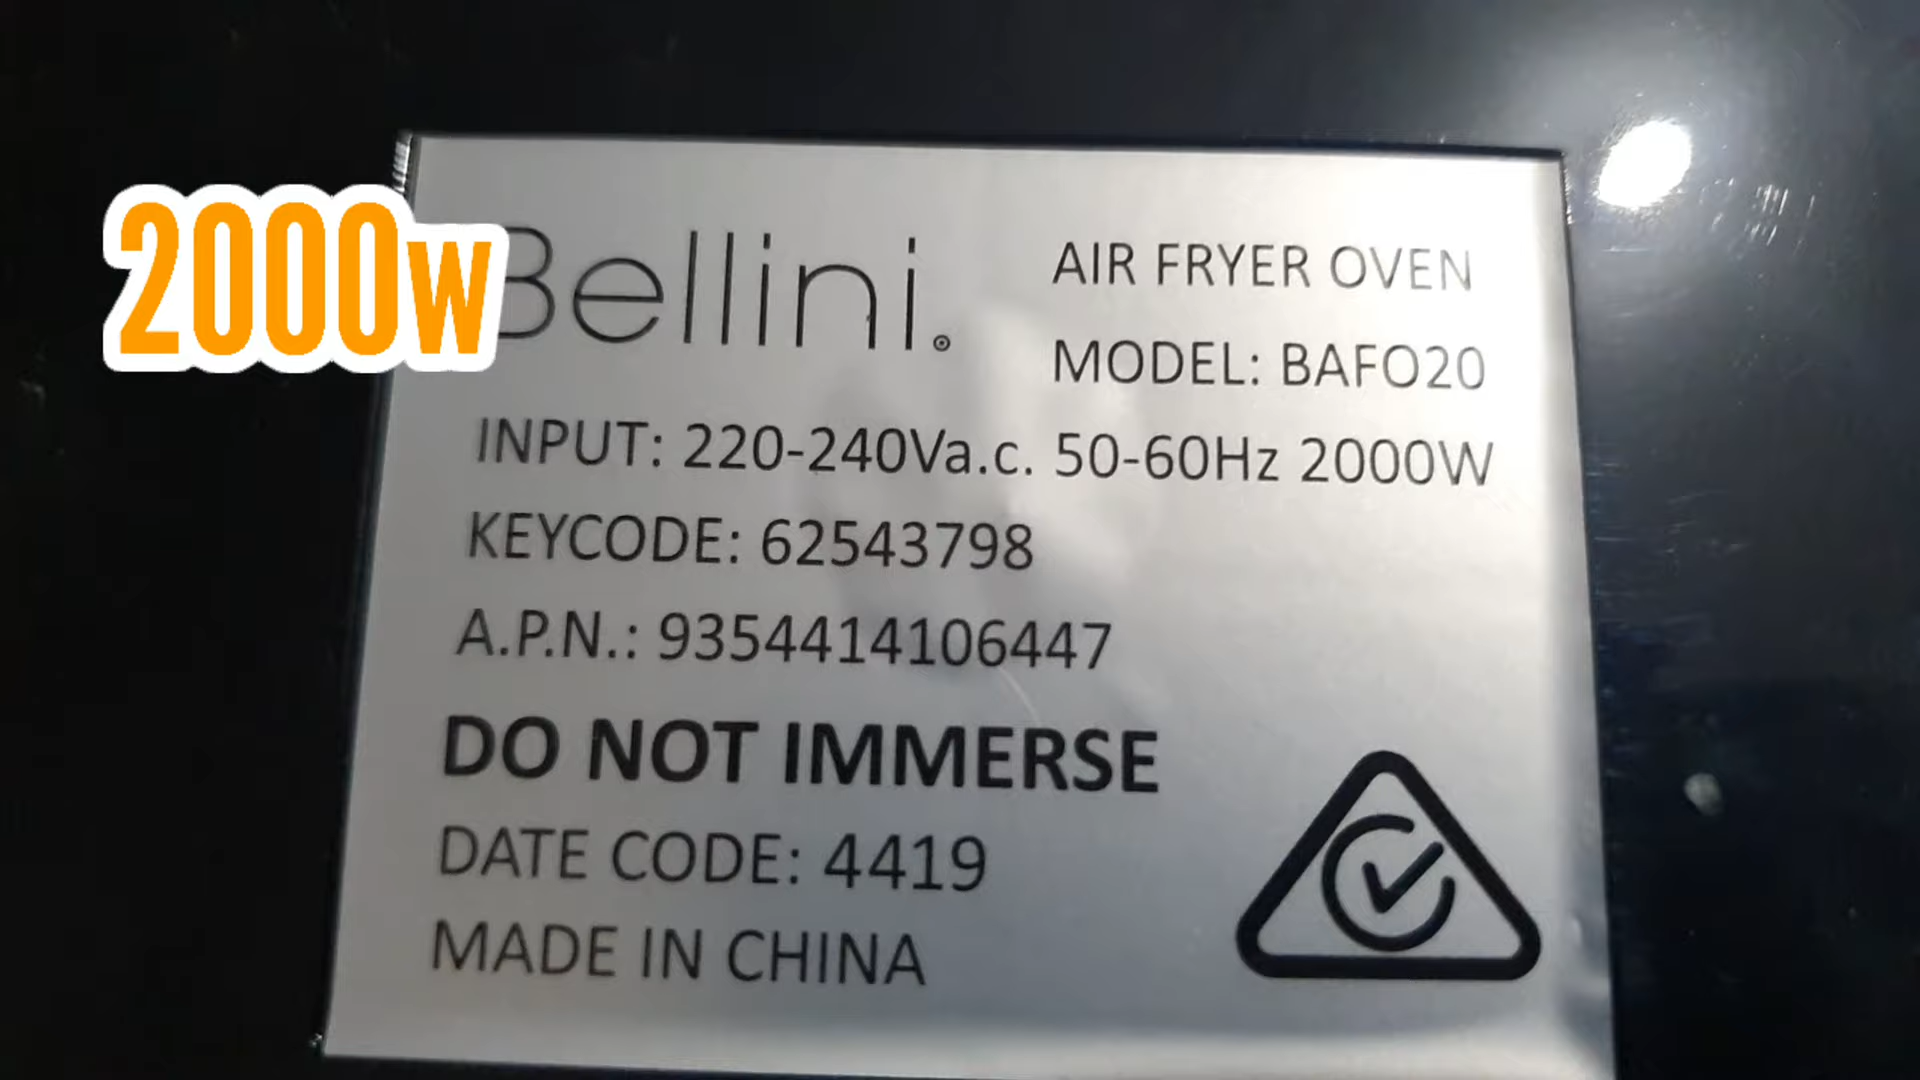 2000w
Bellini
AIR FRYER OVEN
MODEL: BAFO20
INPUT: 220-240Va.c. 50-60Hz 2000W
KEYCODE: 62543798
A.P.N.: 9354414106447
DO NOT IMMERSE
DATE CODE: 4419
MADE IN CHINA